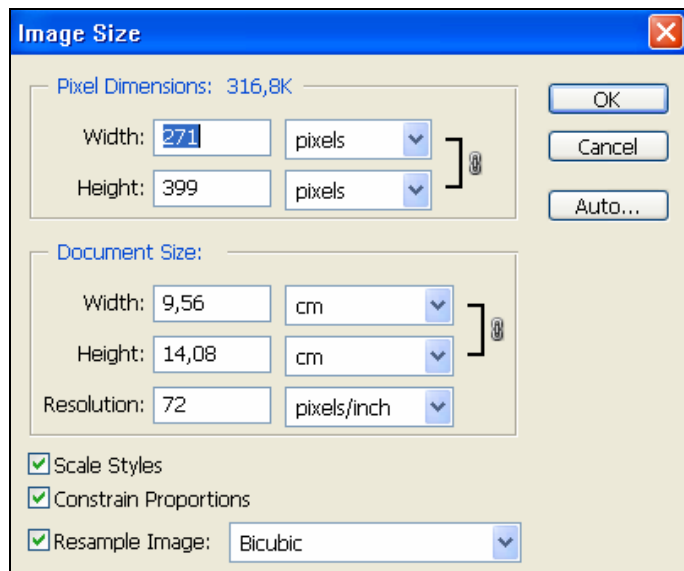 Image Size
Pixel Dimensions: 316,8K
Width: 271 pixels
Height: 399 pixels
OK
Cancel
Auto...
Document Size:
Width: 9,56 cm
Height: 14,08 cm
Resolution: 72 pixels/inch
Scale Styles
Constrain Proportions
Resample Image: Bicubic